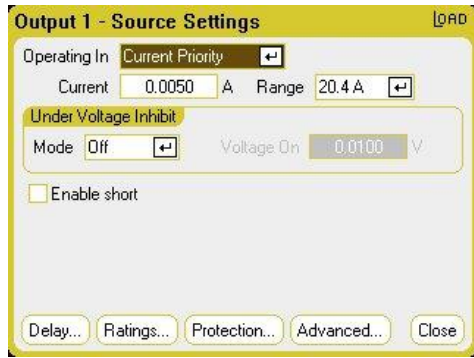 Output 1 - Source Settings LOAD
Operating In Current Priority
Current 0.0050 A Range 20.4 A
Under Voltage Inhibit
Mode Off Voltage On 0.0100 V
Enable short
Delay... Ratings... Protection... Advanced... Close